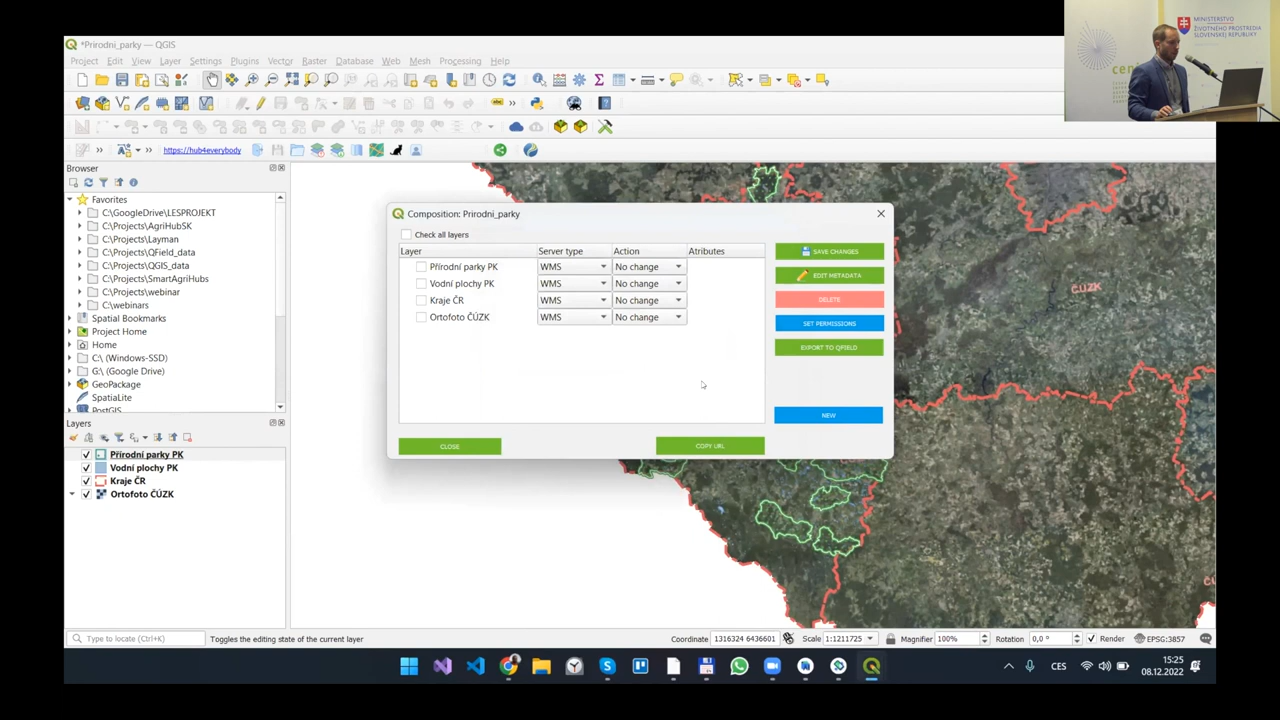 *Prirodni_parky — QGIS
Project Edit View Layer Settings Plugins Vector Raster Database Web Mesh Processing Help
https://hub4everybody
Browser
Favorites
C:\GoogleDrive\LESPROJEKT
C:\Projects\AgriHubSK
C:\Projects\Layman
C:\Projects\QField_data
C:\Projects\QGIS_data
C:\Projects\SmartAgriHubs
C:\Projects\webinar
C:\webinars
Spatial Bookmarks
Project Home
Home
C:\ (Windows-SSD)
G:\ (Google Drive)
GeoPackage
SpatiaLite
PostGIS
Layers
Přírodní parky PK
Vodní plochy PK
Kraje ČR
Ortofoto ČÚZK
Composition: Prirodni_parky
Check all layers
Layer Server type Action Atributes
Přírodní parky PK WMS No change
Vodní plochy PK WMS No change
Kraje ČR WMS No change
Ortofoto ČÚZK WMS No change
SAVE CHANGES
EDIT METADATA
DELETE
SET PERMISSIONS
EXPORT TO QFIELD
NEW
CLOSE COPY URL
ČÚZK
Type to locate (Ctrl+K) Toggles the editing state of the current layer Coordinate 1316324 6436601 Scale 1:1211725 Magnifier 100% Rotation 0,0 ° Render EPSG:3857
CES 15:25
08.12.2022
MINISTERSTVO
ŽIVOTNÉHO PROSTREDIA
SLOVENSKEJ REPUBLIKY